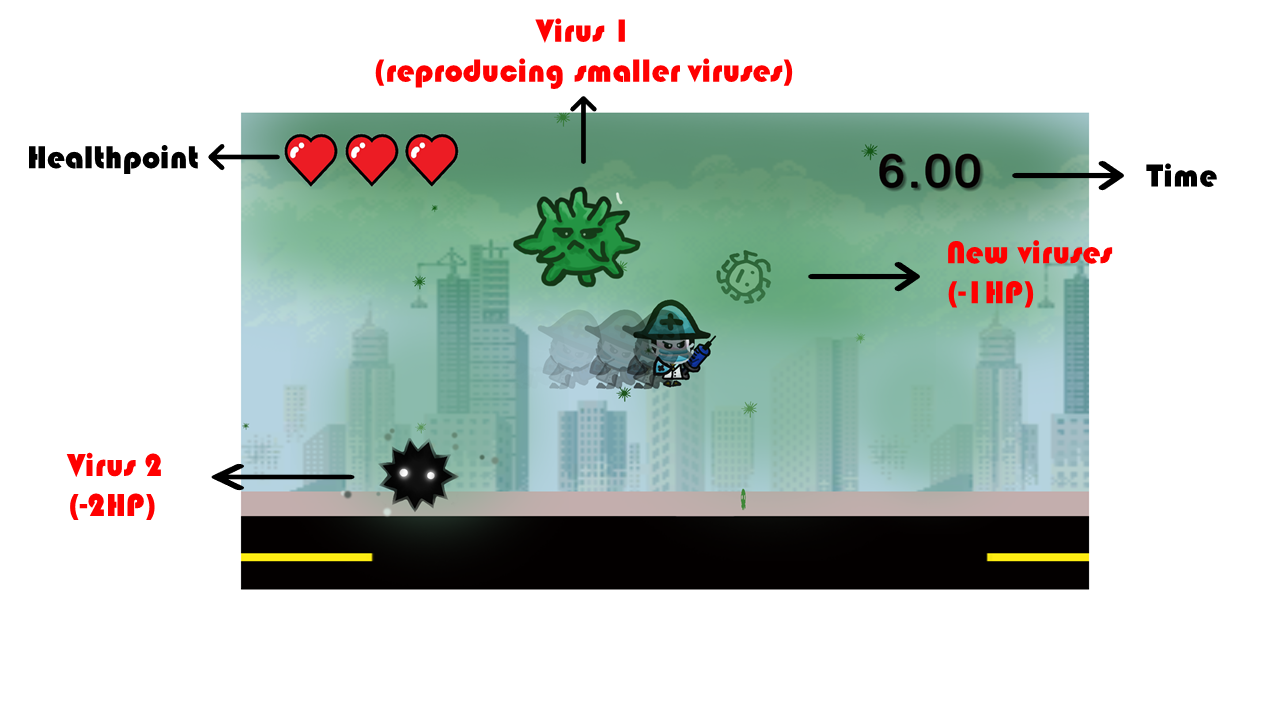 Virus 1
(reproducing smaller viruses)
Healthpoint
6.00
Time
New viruses
(-1HP)
Virus 2
(-2HP)